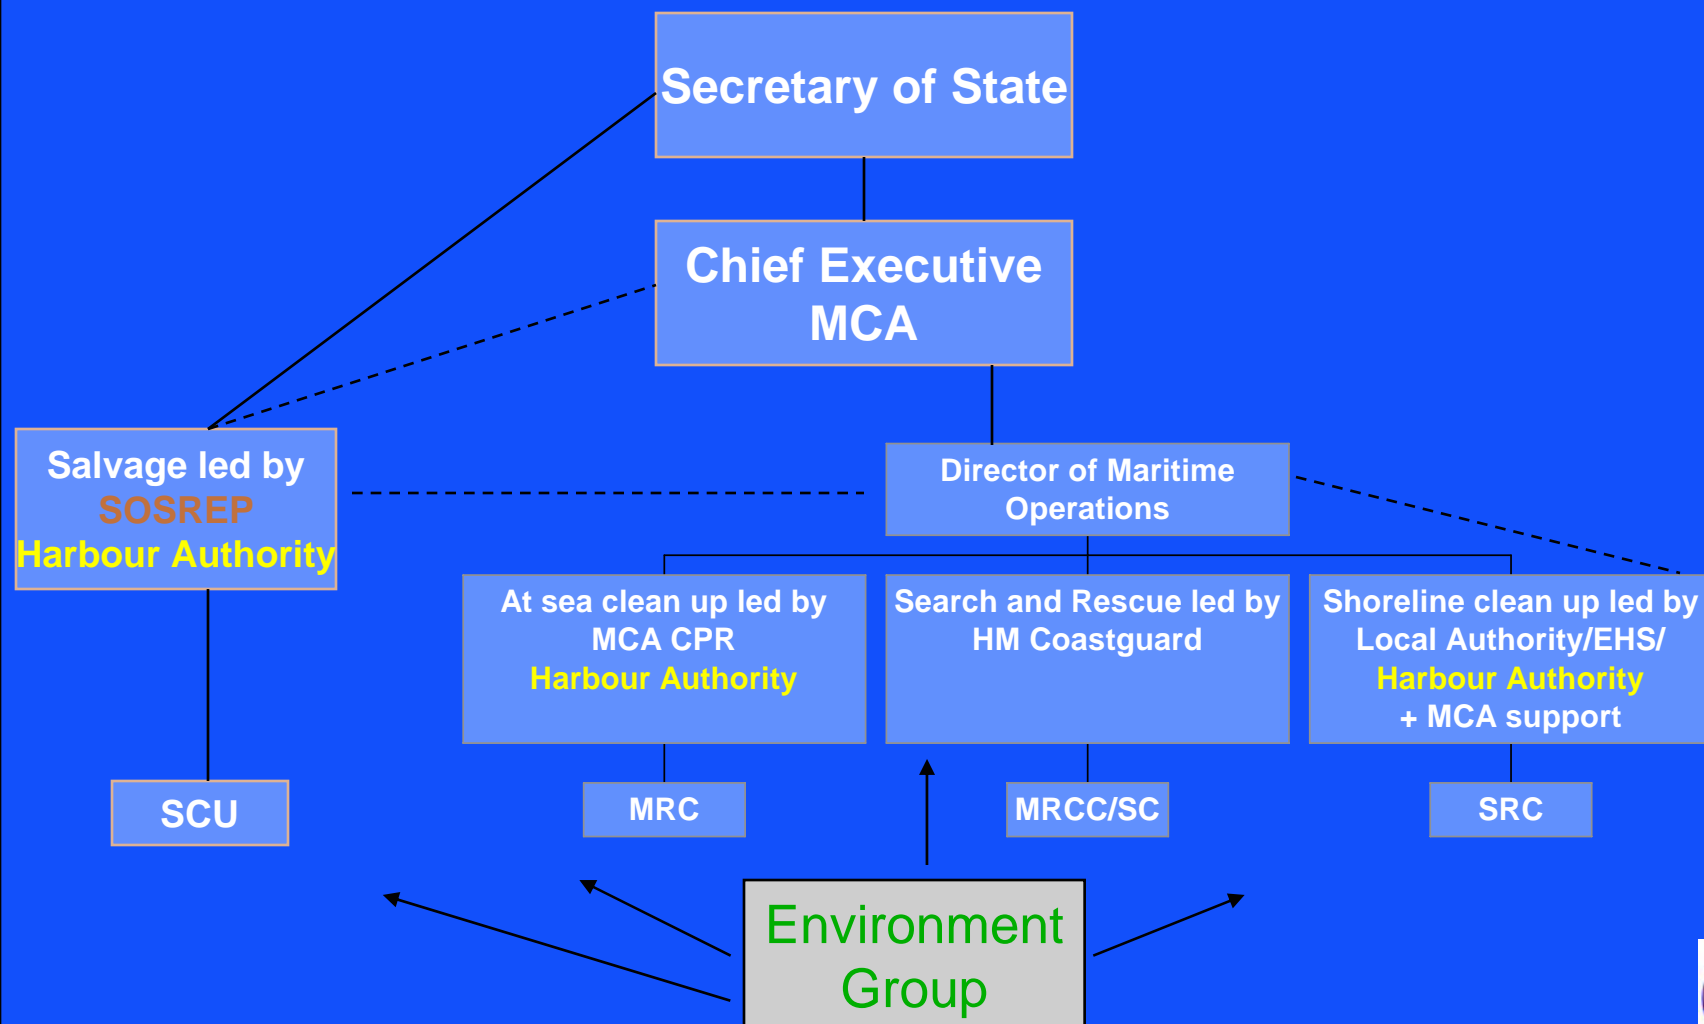 Secretary of State
Chief Executive
MCA
Salvage led by
SOSREP
Harbour Authority
Director of Maritime
Operations
At sea clean up led by
MCA CPR
Harbour Authority
Search and Rescue led by
HM Coastguard
Shoreline clean up led by
Local Authority/EHS/
Harbour Authority
+ MCA support
SCU
MRC
MRCC/SC
SRC
Environment
Group